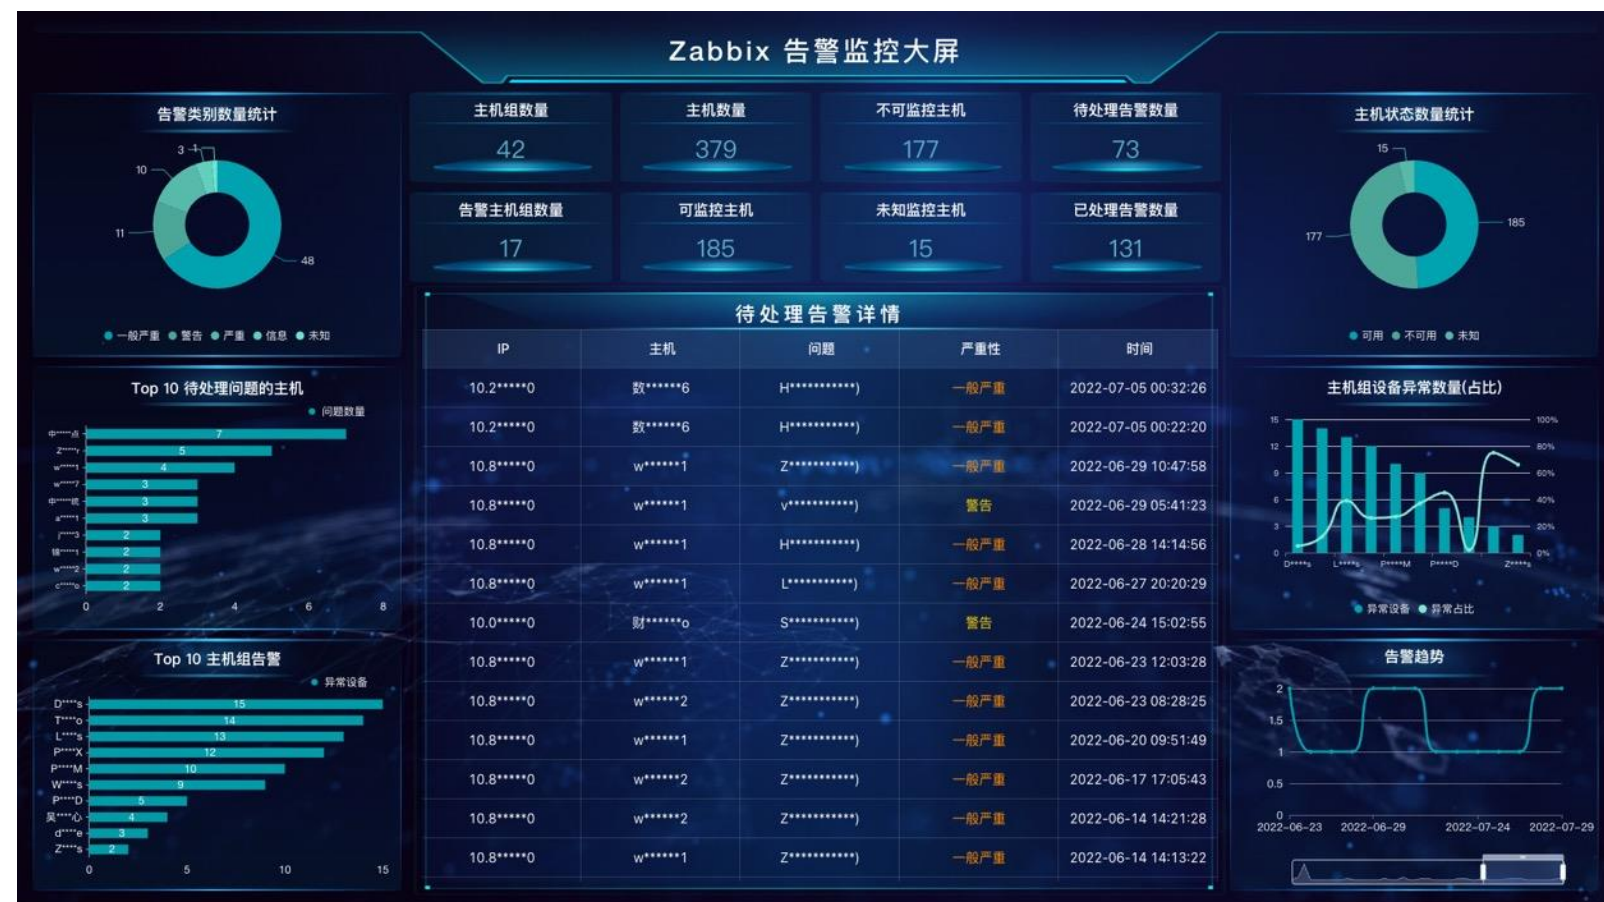 Zabbix 告警监控大屏
告警类别数量统计
3
1
10
11
48
一般严重 警告 严重 信息 未知
主机组数量
42
主机数量
379
不可监控主机
177
待处理告警数量
73
告警主机组数量
17
可监控主机
185
未知监控主机
15
已处理告警数量
131
主机状态数量统计
15
177
185
可用 不可用 未知
Top 10 待处理问题的主机
问题数量
中*****点 7
Z*****r 5
w*****1 4
w*****7 3
中*****统 3
a*****1 3
j*****3 2
锦*****1 2
w*****2 2
c*****o 2
0 2 4 6 8
Top 10 主机组告警
异常设备
D****s 15
T****o 14
L****s 13
P****X 12
P****M 10
W****s 9
P****D 5
吴****心 4
d****e 3
Z****s 2
0 5 10 15
待处理告警详情
IP 主机 问题 严重性 时间
10.2*****0 数******6 H***********) 一般严重 2022-07-05 00:32:26
10.2*****0 数******6 H***********) 一般严重 2022-07-05 00:22:20
10.8*****0 w******1 Z***********) 一般严重 2022-06-29 10:47:58
10.8*****0 w******1 v***********) 警告 2022-06-29 05:41:23
10.8*****0 w******1 H***********) 一般严重 2022-06-28 14:14:56
10.8*****0 w******1 L***********) 一般严重 2022-06-27 20:20:29
10.0*****0 财******o S***********) 警告 2022-06-24 15:02:55
10.8*****0 w******1 Z***********) 一般严重 2022-06-23 12:03:28
10.8*****0 w******2 Z***********) 一般严重 2022-06-23 08:28:25
10.8*****0 w******1 Z***********) 一般严重 2022-06-20 09:51:49
10.8*****0 w******2 Z***********) 一般严重 2022-06-17 17:05:43
10.8*****0 w******2 Z***********) 一般严重 2022-06-14 14:21:28
10.8*****0 w******1 Z***********) 一般严重 2022-06-14 14:13:22
主机组设备异常数量(占比)
15 100%
12 80%
9 60%
6 40%
3 20%
0 0%
D****s L****s P****M P****D Z****s
异常设备 异常占比
告警趋势
2
1.5
1
0.5
0
2022-06-23 2022-06-29 2022-07-24 2022-07-29